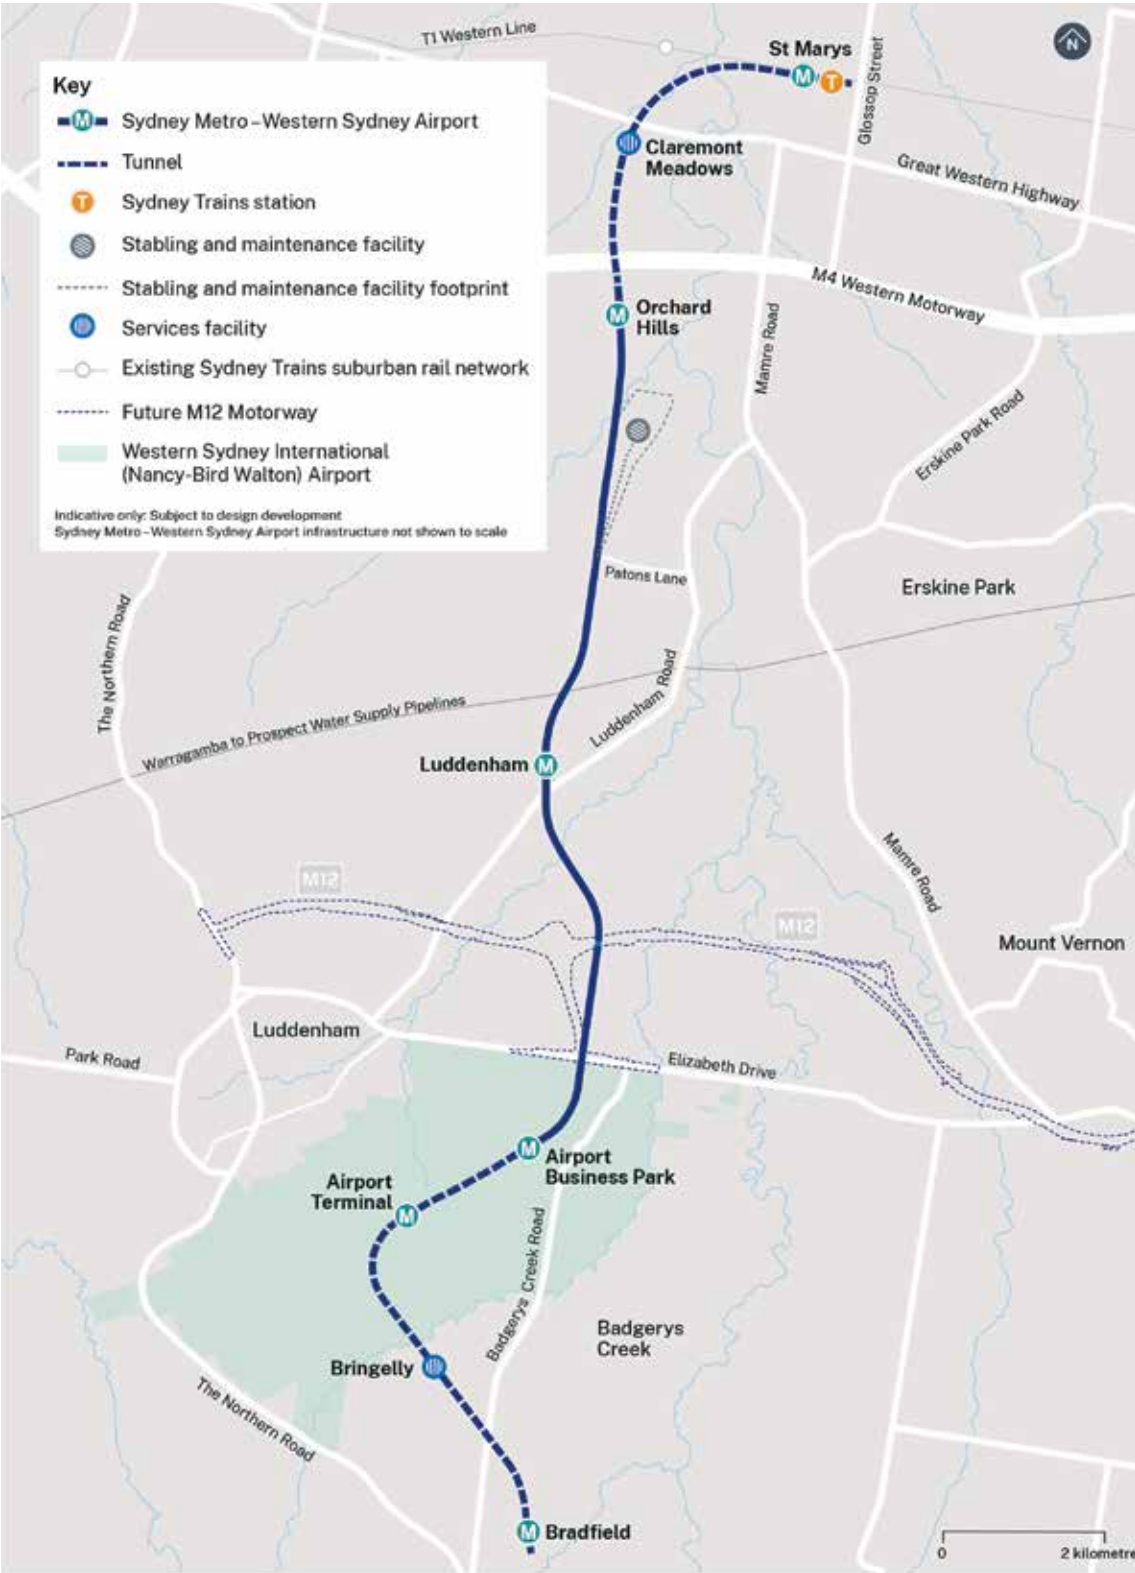 T1 Western Line
St Marys
M
T
N
Glossop Street
Key
M
Sydney Metro – Western Sydney Airport
Tunnel
T
Sydney Trains station
Stabling and maintenance facility
Stabling and maintenance facility footprint
Services facility
Existing Sydney Trains suburban rail network
Future M12 Motorway
Western Sydney International
(Nancy-Bird Walton) Airport
Indicative only: Subject to design development
Sydney Metro – Western Sydney Airport infrastructure not shown to scale
Claremont
Meadows
Great Western Highway
M4 Western Motorway
M
Orchard
Hills
Mamre Road
Erskine Park Road
Patons Lane
Erskine Park
The Northern Road
Luddenham Road
Warragamba to Prospect Water Supply Pipelines
Luddenham
M
Mamre Road
M12
M12
Mount Vernon
Luddenham
Park Road
Elizabeth Drive
M
Airport
Business Park
Airport
Terminal
M
Badgerys Creek Road
Badgerys
Creek
Bringelly
The Northern Road
M
Bradfield
0
2 kilometre